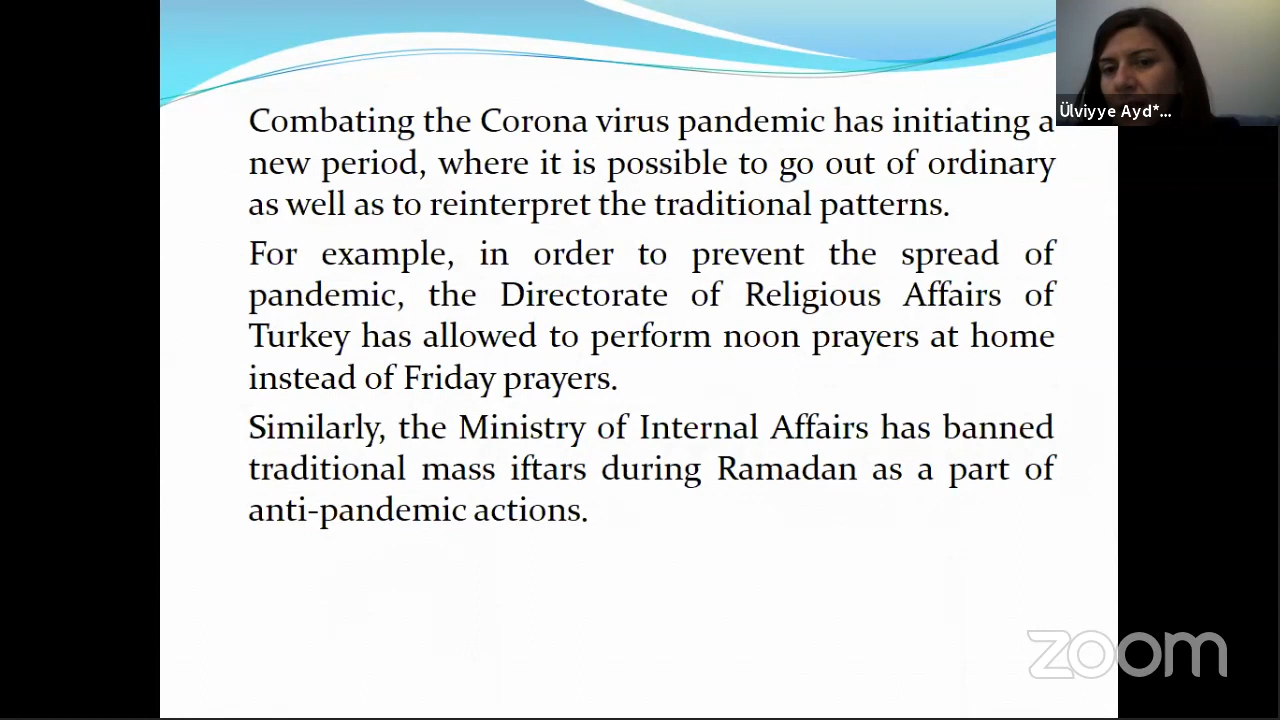 Combating the Corona virus pandemic has initiating a
new period, where it is possible to go out of ordinary
as well as to reinterpret the traditional patterns.
For example, in order to prevent the spread of
pandemic, the Directorate of Religious Affairs of
Turkey has allowed to perform noon prayers at home
instead of Friday prayers.
Similarly, the Ministry of Internal Affairs has banned
traditional mass iftars during Ramadan as a part of
anti-pandemic actions.
Ülviyye Ayd*...
zoom